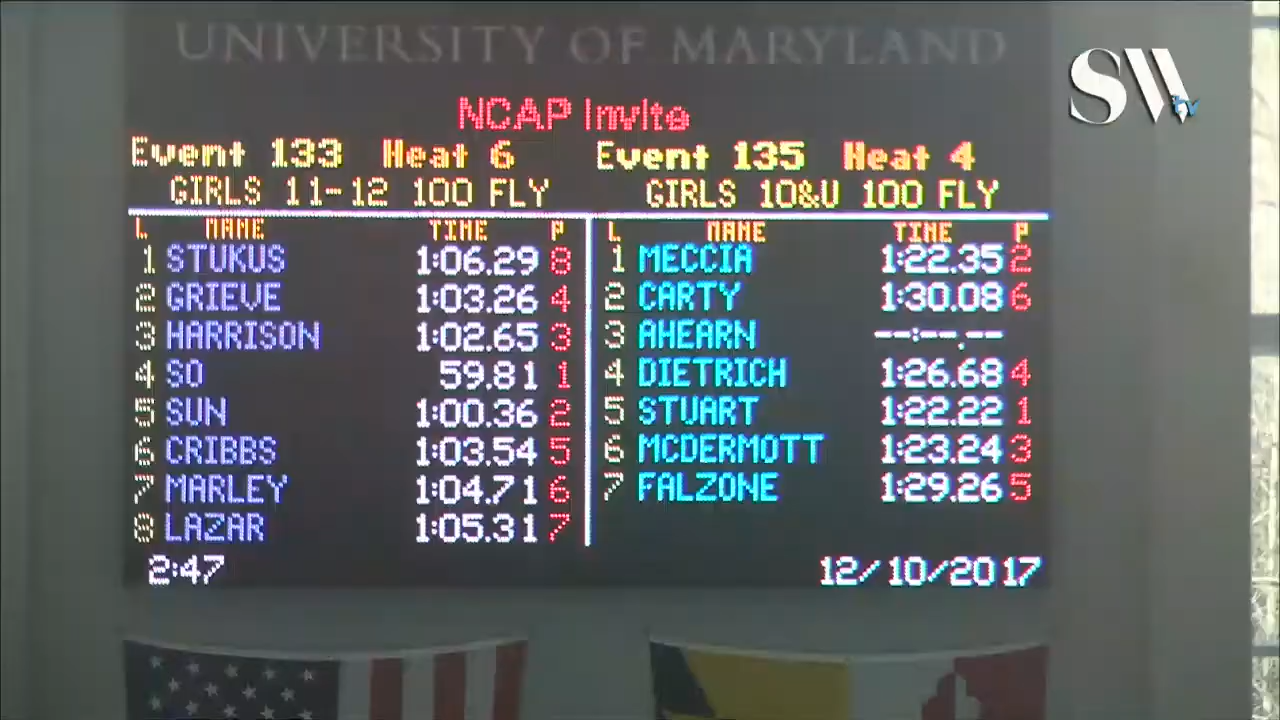 UNIVERSITY OF MARYLAND
SW
tv
NCAP Invite
Event 133 Heat 6
GIRLS 11-12 100 FLY
L NAME TIME P
1 STUKUS 1:06.29 8
2 GRIEVE 1:03.26 4
3 HARRISON 1:02.65 3
4 SO 59.81 1
5 SUN 1:00.36 2
6 CRIBBS 1:03.54 5
7 MARLEY 1:04.71 6
8 LAZAR 1:05.31 7
2:47
Event 135 Heat 4
GIRLS 10&U 100 FLY
L NAME TIME P
1 MECCIA 1:22.35 2
2 CARTY 1:30.08 6
3 AHEARN --:--.--
4 DIETRICH 1:26.68 4
5 STUART 1:22.22 1
6 MCDERMOTT 1:23.24 3
7 FALZONE 1:29.26 5
12/10/2017